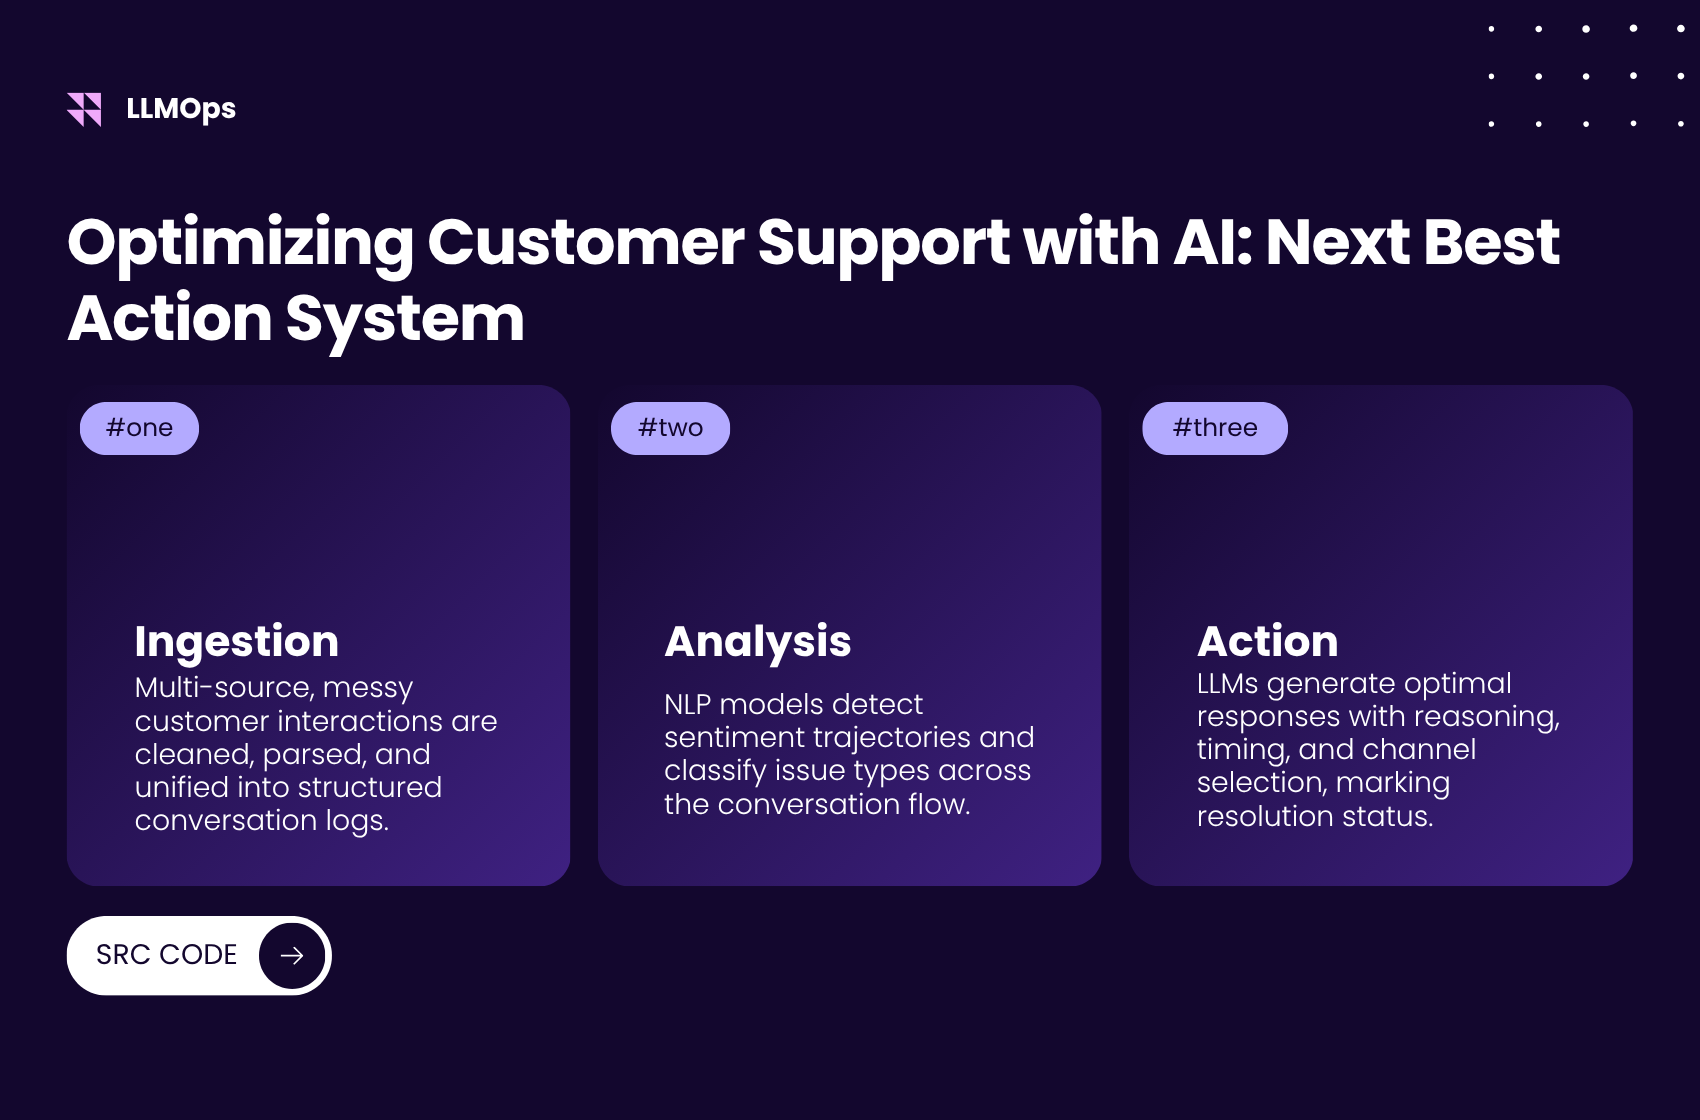 LLMOps
Optimizing Customer Support with AI: Next Best
Action System
#one
Ingestion
Multi-source, messy
customer interactions are
cleaned, parsed, and
unified into structured
conversation logs.
#two
Analysis
NLP models detect
sentiment trajectories and
classify issue types across
the conversation flow.
#three
Action
LLMs generate optimal
responses with reasoning,
timing, and channel
selection, marking
resolution status.
SRC CODE